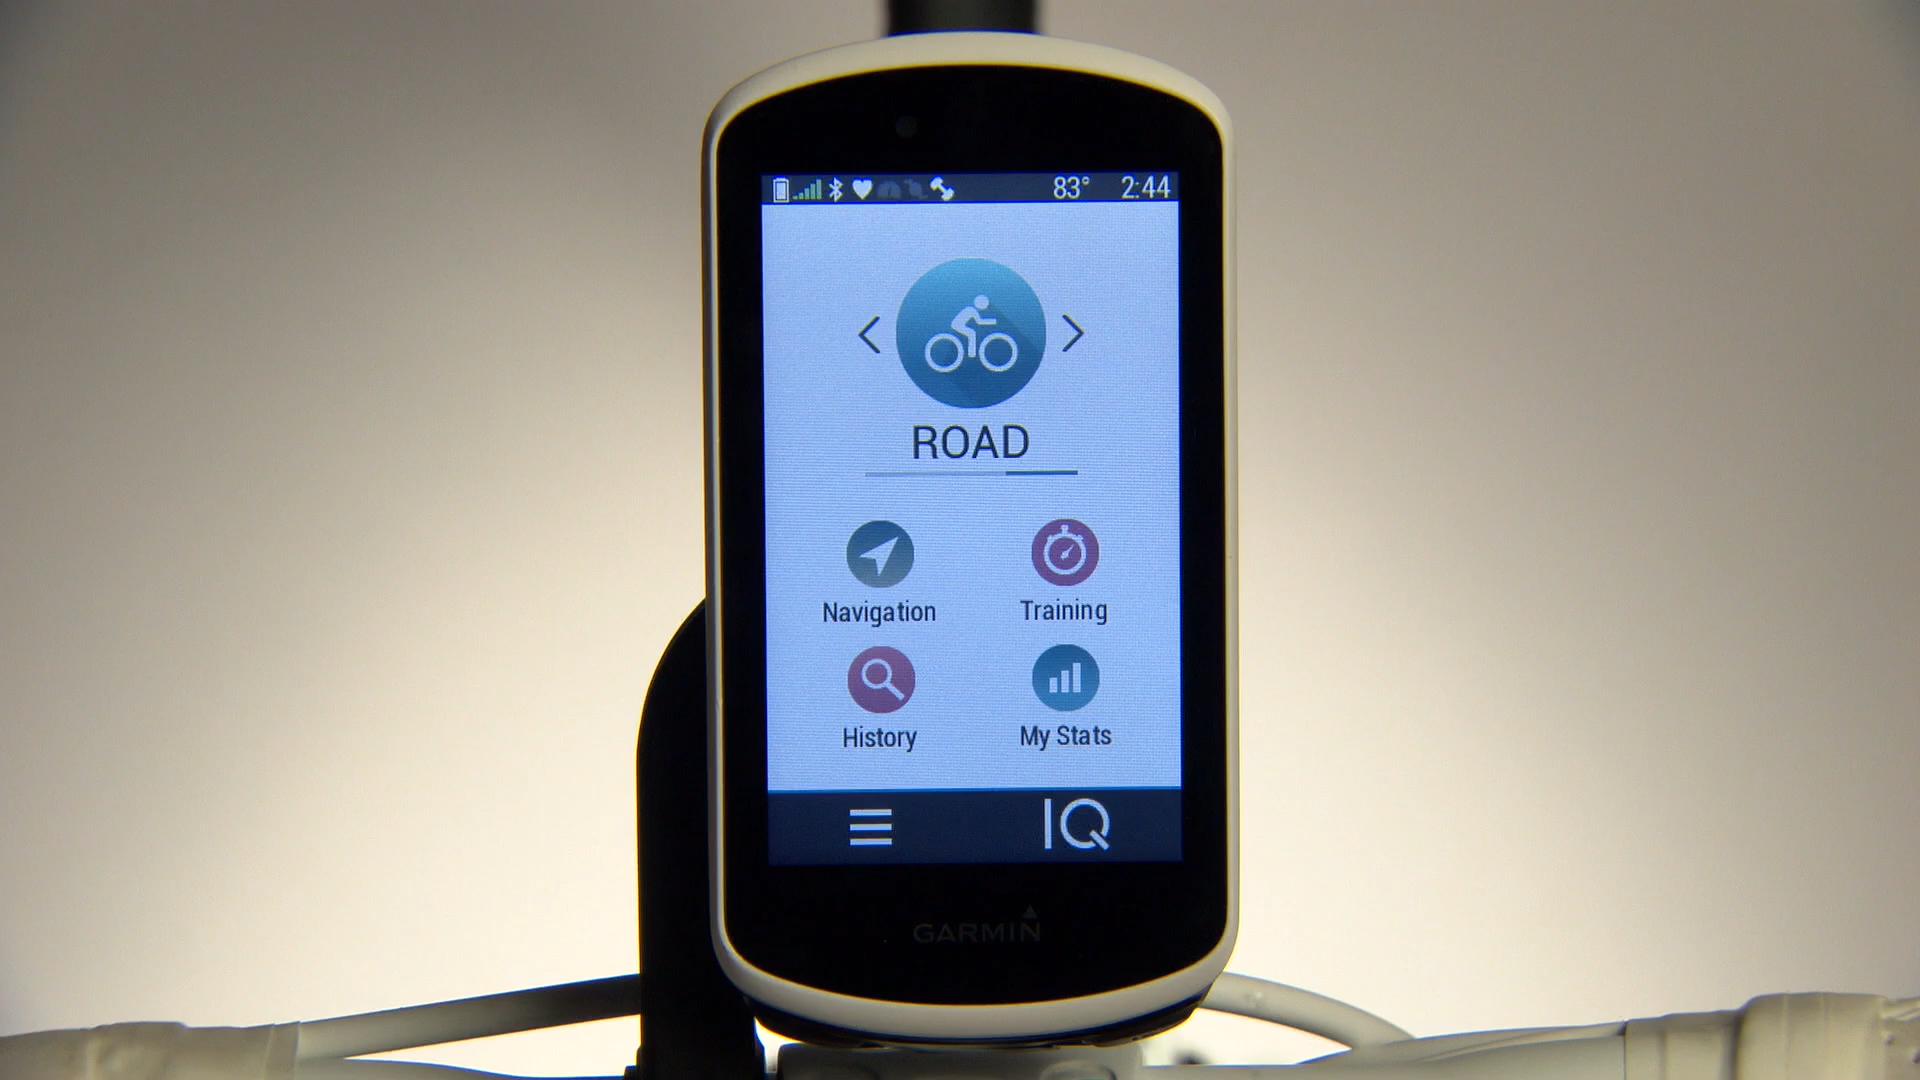 83° 2:44
ROAD
Navigation Training
History My Stats
IQ
GARMIN